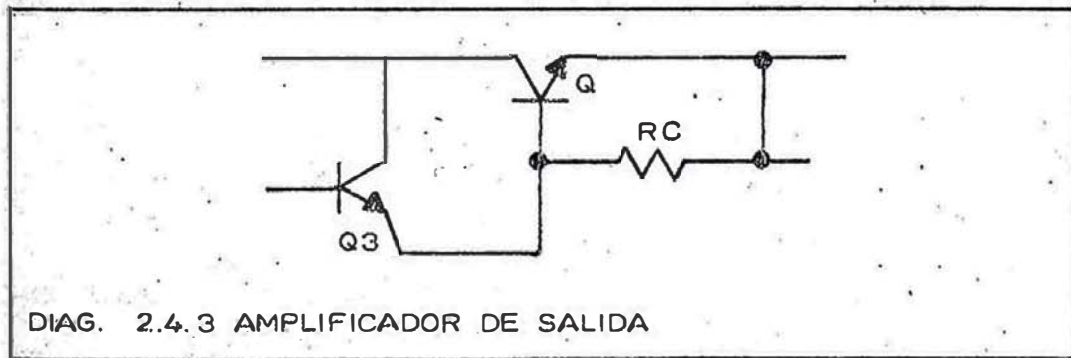 Q
RC
Q3
DIAG. 2.4.3 AMPLIFICADOR DE SALIDA